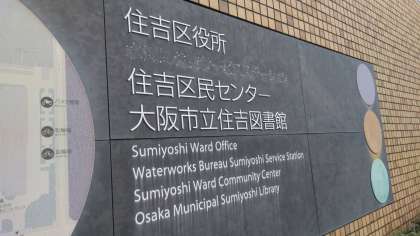 住吉区役所
住吉区民センター
大阪市立住吉図書館
Sumiyoshi Ward Office
Waterworks Bureau Sumiyoshi Service Station
Sumiyoshi Ward Community Center
Osaka Municipal Sumiyoshi Library